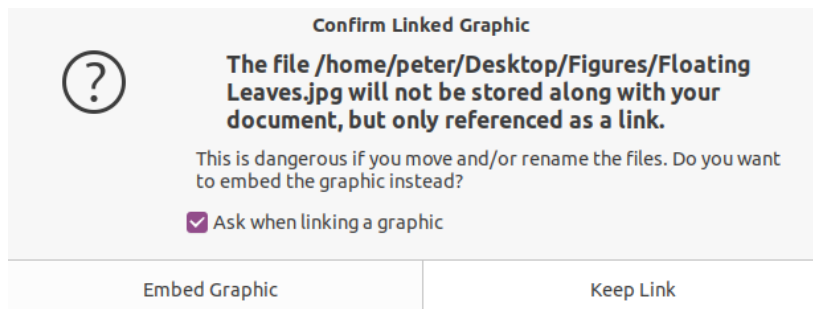 Confirm Linked Graphic
The file /home/peter/Desktop/Figures/Floating
Leaves.jpg will not be stored along with your
document, but only referenced as a link.
This is dangerous if you move and/or rename the files. Do you want
to embed the graphic instead?
Ask when linking a graphic
Embed Graphic
Keep Link